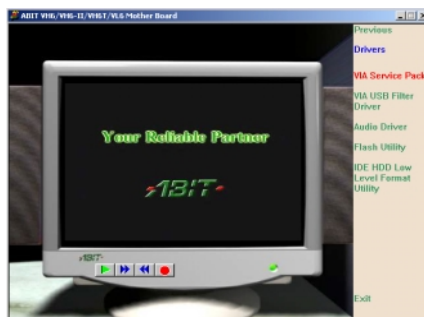 ABIT VH6/VH6-II/VH6T/VL6 Mother Board
Previous
Drivers
VIA Service Pack
VIA USB Filter
Driver
Audio Driver
Flash Utility
IDE HDD Low
Level Format
Utility
Exit
Your Reliable Partner
ABIT
ABIT